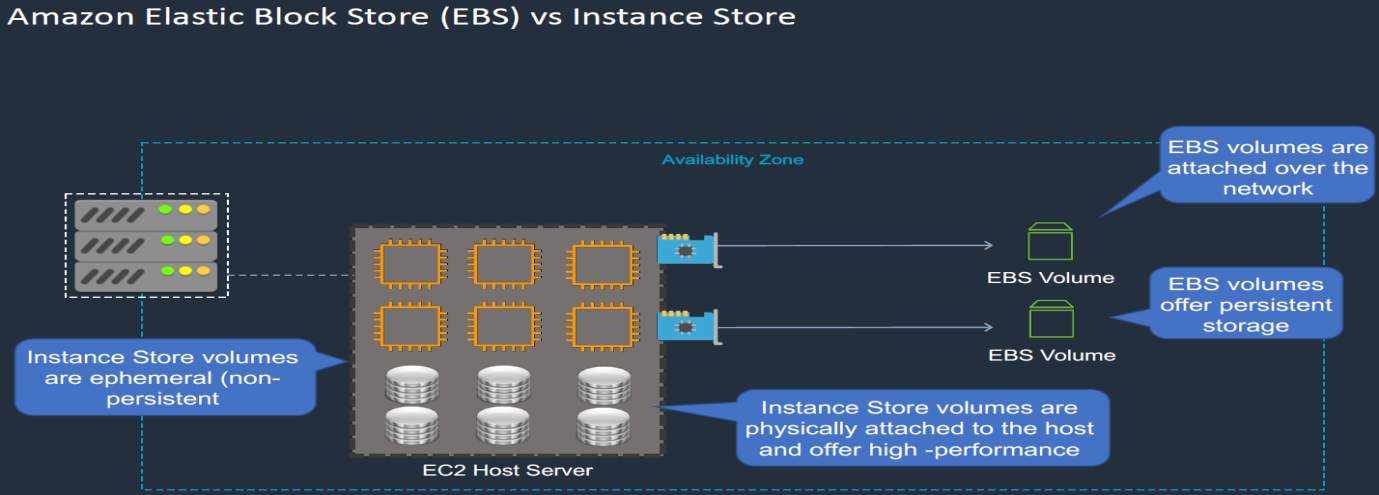 Amazon Elastic Block Store (EBS) vs Instance Store
Availability Zone
EBS volumes are
attached over the
network
EBS Volume
EBS volumes
offer persistent
storage
EBS Volume
Instance Store volumes
are ephemeral (non-
persistent
Instance Store volumes are
physically attached to the host
and offer high -performance
EC2 Host Server